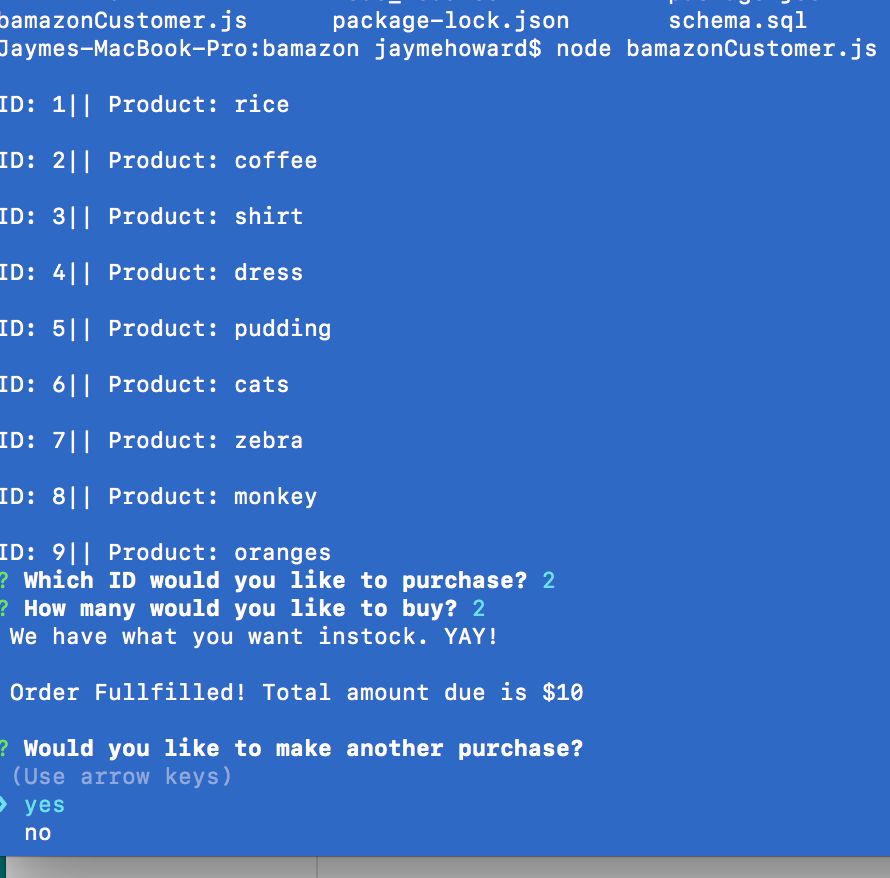 bamazonCustomer.js package-lock.json schema.sql
Jaymes-MacBook-Pro:bamazon jaymehoward$ node bamazonCustomer.js
ID: 1|| Product: rice
ID: 2|| Product: coffee
ID: 3|| Product: shirt
ID: 4|| Product: dress
ID: 5|| Product: pudding
ID: 6|| Product: cats
ID: 7|| Product: zebra
ID: 8|| Product: monkey
ID: 9|| Product: oranges
? Which ID would you like to purchase? 2
? How many would you like to buy? 2
We have what you want instock. YAY!
Order Fullfilled! Total amount due is $10
? Would you like to make another purchase?
(Use arrow keys)
❯ yes
no